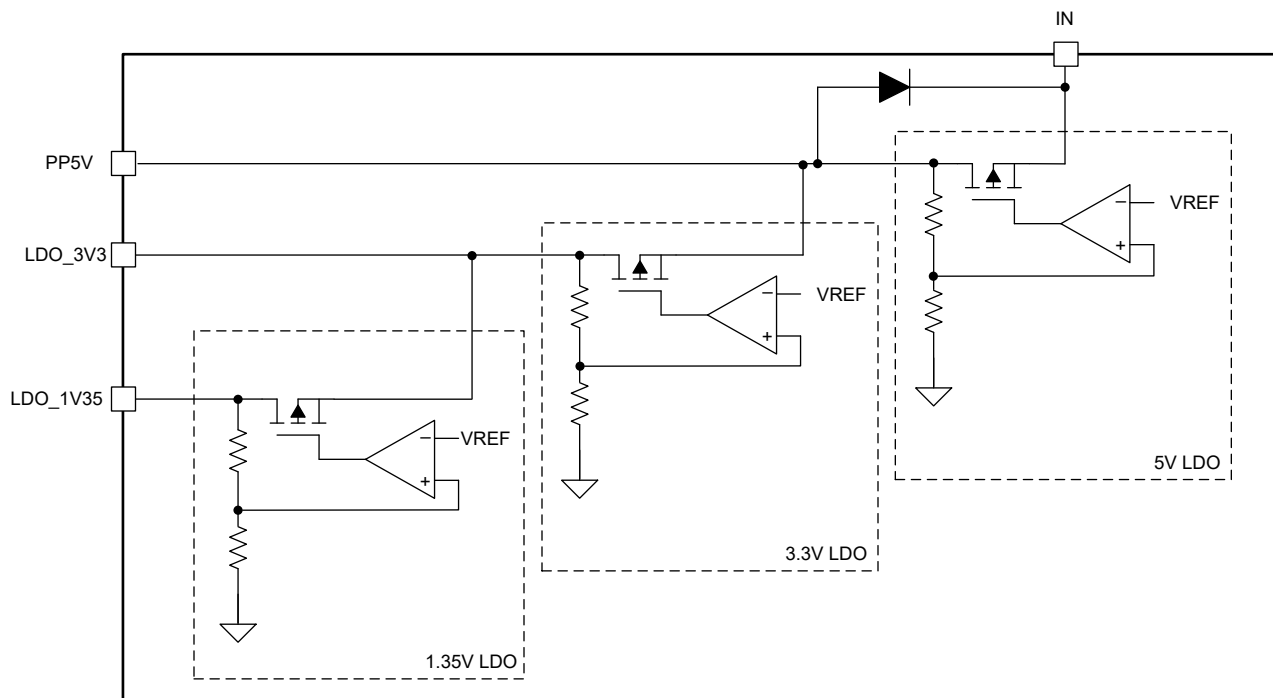 IN
PP5V
VREF
LDO_3V3
VREF
LDO_1V35
VREF
5V LDO
3.3V LDO
1.35V LDO